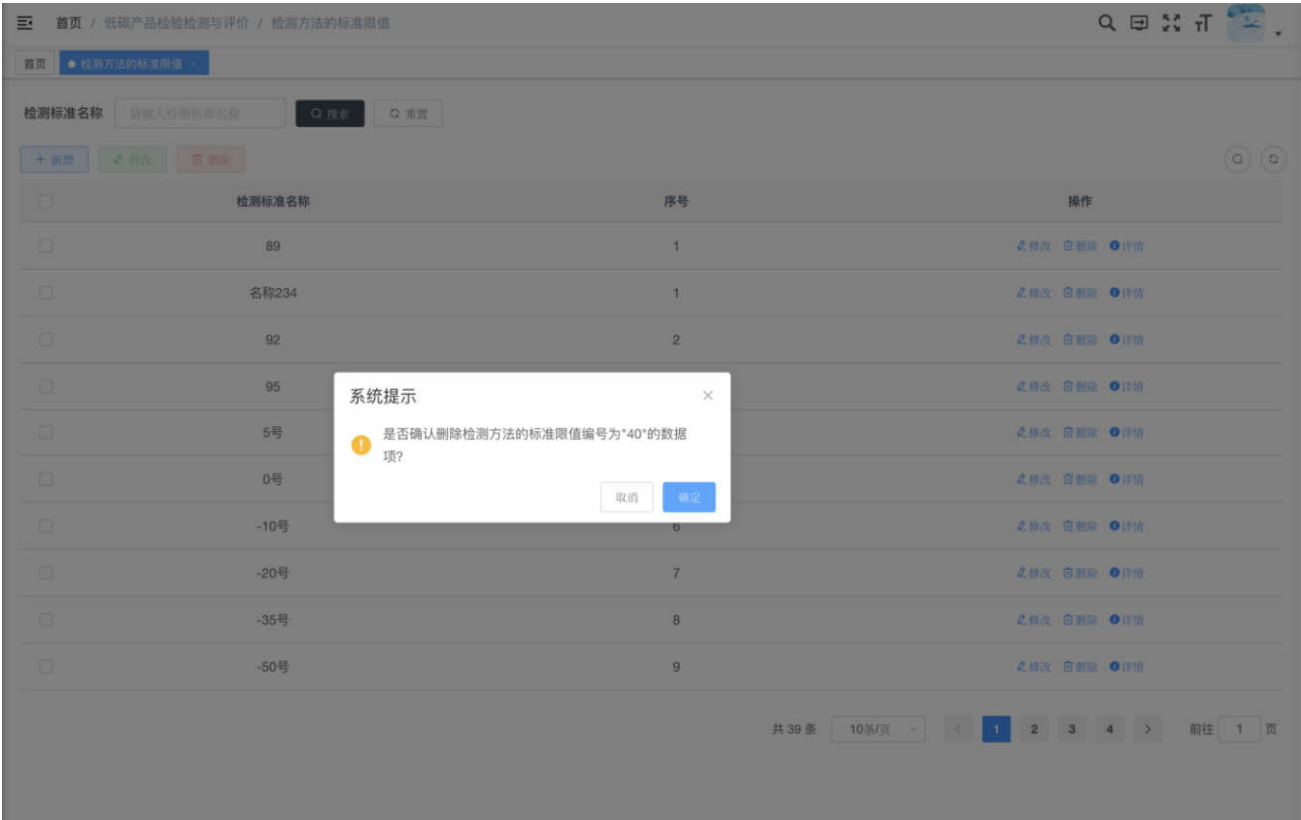 首页 / 低碳产品检验检测与评价 / 检测方法的标准限值
首页 检测方法的标准限值 ×
检测标准名称 请输入检测标准名称 搜索 重置
+ 新增 修改 删除
检测标准名称 序号 操作
89 1 修改 删除 详情
名称234 1 修改 删除 详情
92 2 修改 删除 详情
95 修改 删除 详情
5号 修改 删除 详情
0号 修改 删除 详情
-10号 6 修改 删除 详情
-20号 7 修改 删除 详情
-35号 8 修改 删除 详情
-50号 9 修改 删除 详情
系统提示
是否确认删除检测方法的标准限值编号为"40"的数据
项?
取消 确定
共 39 条 10条/页 < 1 2 3 4 > 前往 1 页